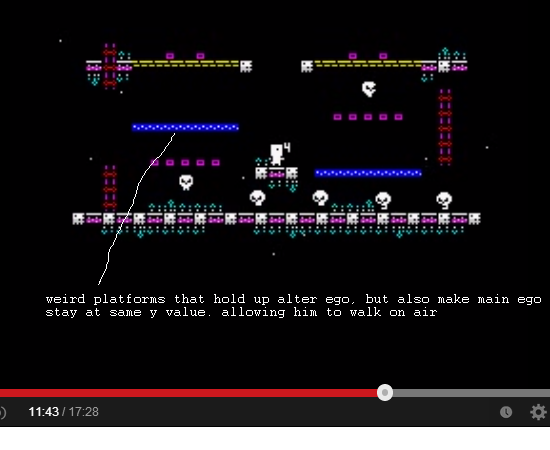 4
weird platforms that hold up alter ego, but also make main ego
stay at same y value. allowing him to walk on air
11:43 / 17:28